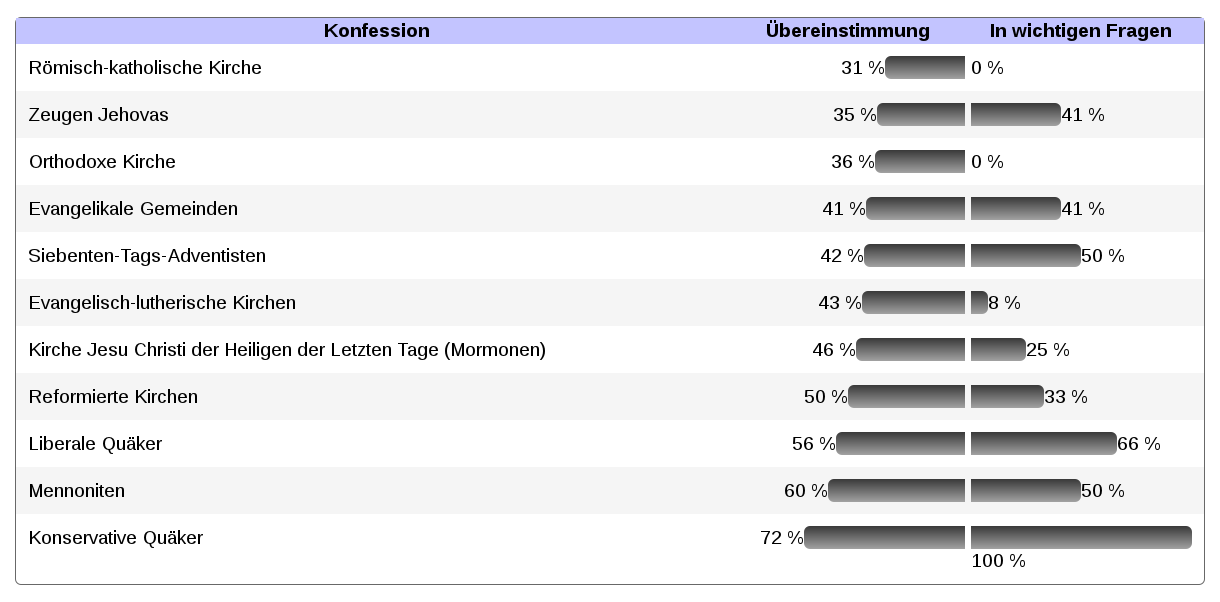 Konfession Übereinstimmung In wichtigen Fragen
Römisch-katholische Kirche 31 % 0 %
Zeugen Jehovas 35 % 41 %
Orthodoxe Kirche 36 % 0 %
Evangelikale Gemeinden 41 % 41 %
Siebenten-Tags-Adventisten 42 % 50 %
Evangelisch-lutherische Kirchen 43 % 8 %
Kirche Jesu Christi der Heiligen der Letzten Tage (Mormonen) 46 % 25 %
Reformierte Kirchen 50 % 33 %
Liberale Quäker 56 % 66 %
Mennoniten 60 % 50 %
Konservative Quäker 72 %
100 %